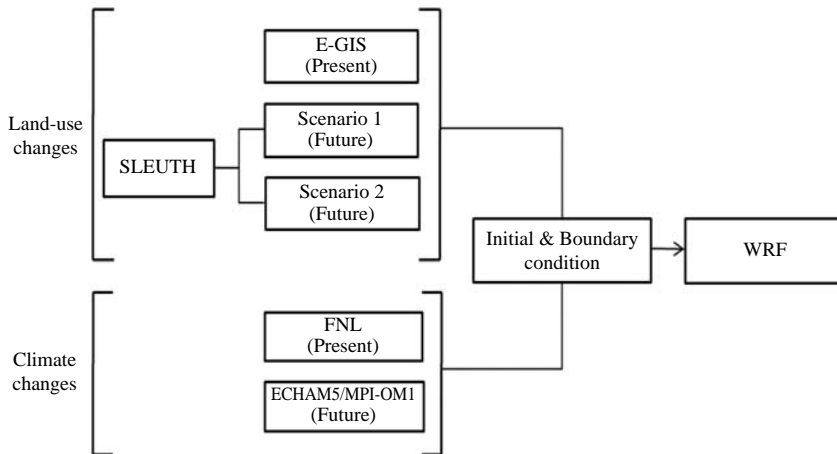 E-GIS
(Present)
Land-use
changes
SLEUTH
Scenario 1
(Future)
Scenario 2
(Future)
Initial & Boundary
condition
WRF
Climate
changes
FNL
(Present)
ECHAM5/MPI-OM1
(Future)